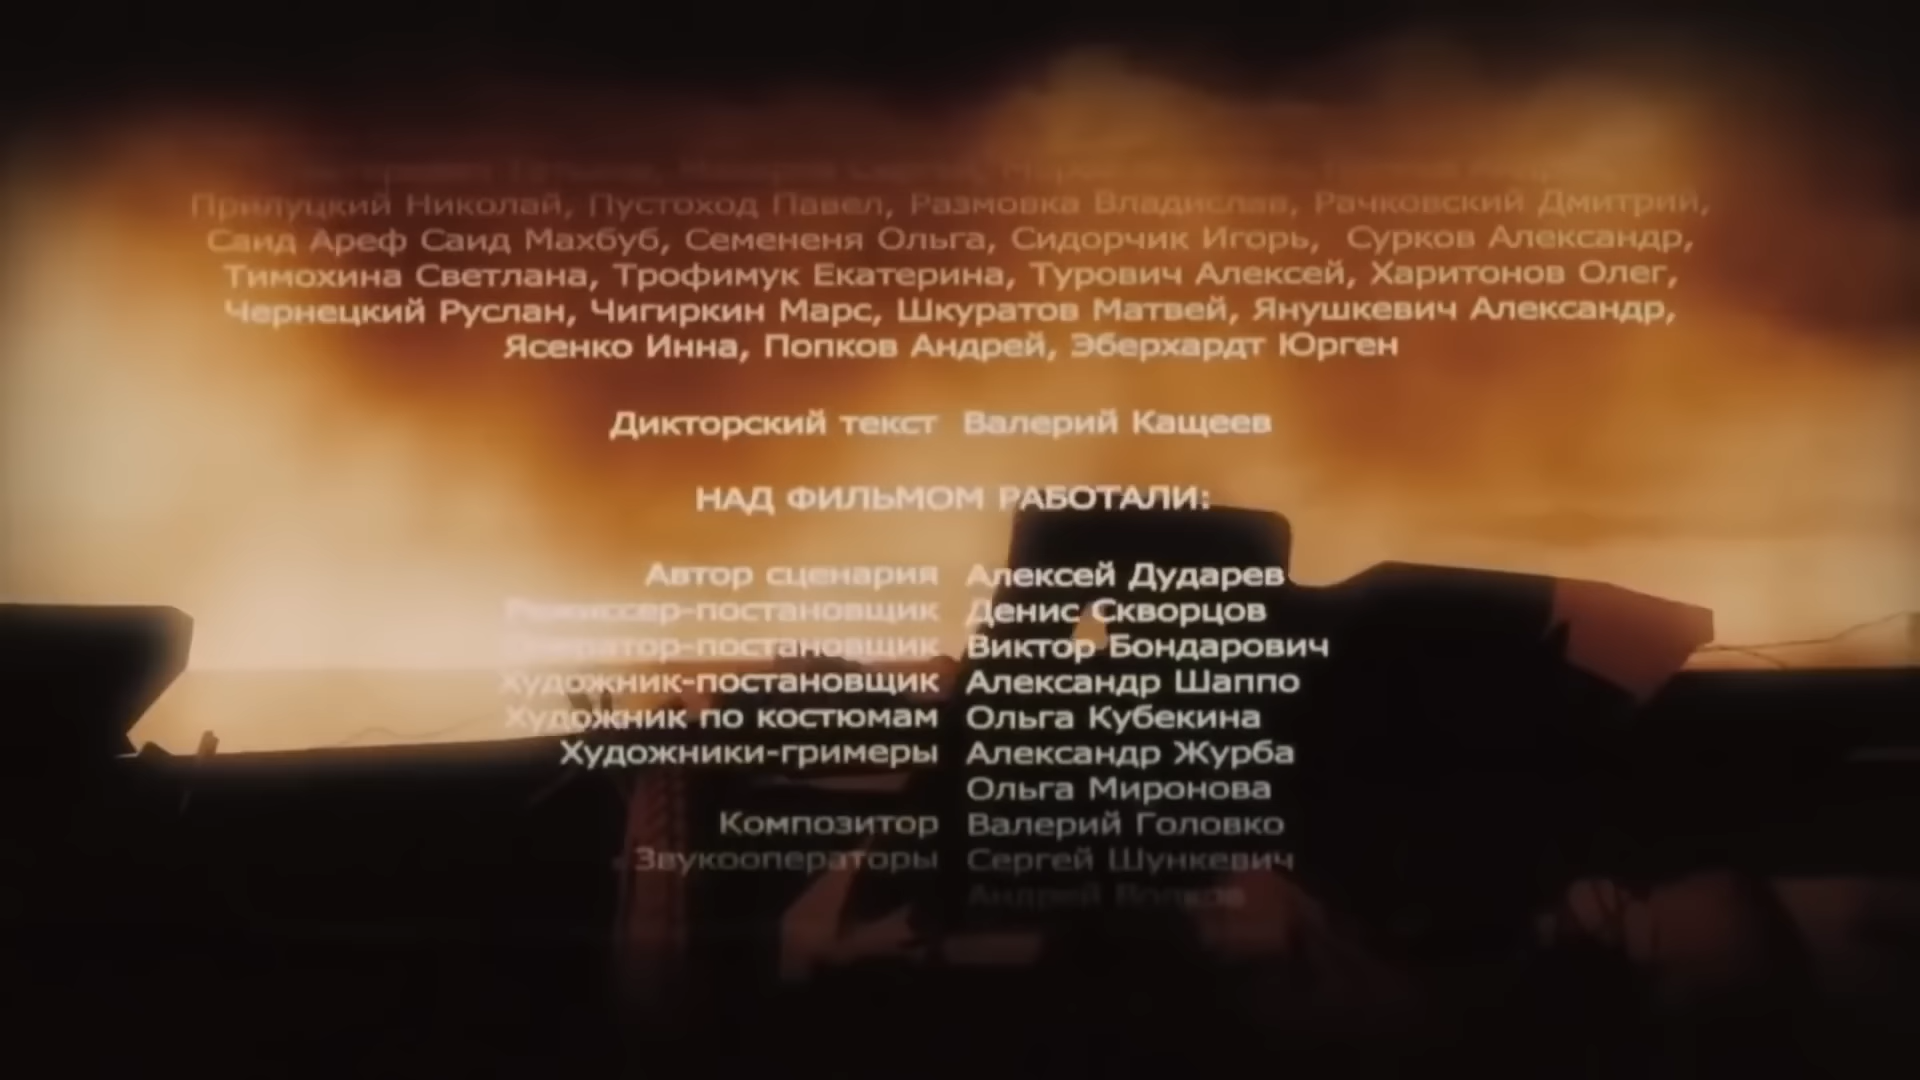 Прилуцкий Николай, Пустоход Павел, Размовка Владислав, Рачковский Дмитрий,
Саид Ареф Саид Махбуб, Семененя Ольга, Сидорчик Игорь, Сурков Александр,
Тимохина Светлана, Трофимук Екатерина, Турович Алексей, Харитонов Олег,
Чернецкий Руслан, Чигиркин Марс, Шкуратов Матвей, Янушкевич Александр,
Ясенко Инна, Попков Андрей, Эберхардт Юрген
Дикторский текст Валерий Кащеев
НАД ФИЛЬМОМ РАБОТАЛИ:
Автор сценария Алексей Дударев
Режиссер-постановщик Денис Скворцов
Оператор-постановщик Виктор Бондарович
Художник-постановщик Александр Шаппо
Художник по костюмам Ольга Кубекина
Художники-гримеры Александр Журба
Ольга Миронова
Композитор Валерий Головко
Звукооператоры Сергей Шункевич
Андрей